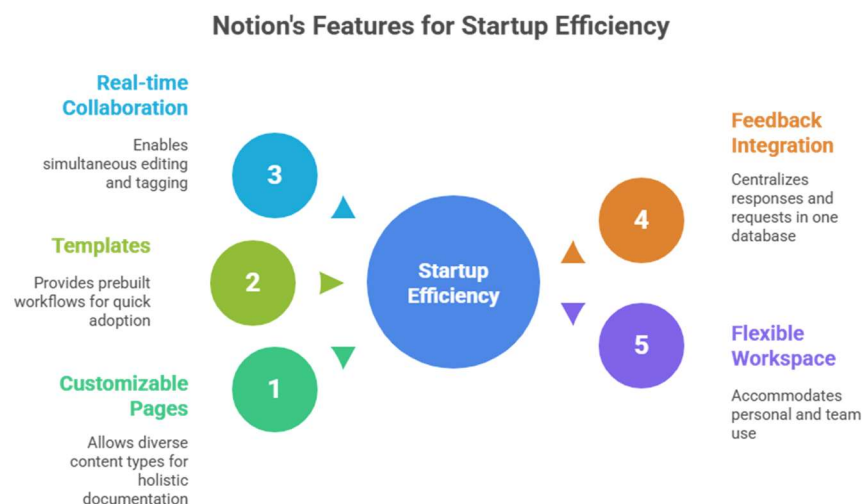 Notion's Features for Startup Efficiency
Real-time
Collaboration
Enables
simultaneous editing
and tagging
3
Templates
Provides prebuilt
workflows for quick
adoption
2
Customizable
Pages
Allows diverse
content types for
holistic
documentation
1
Startup
Efficiency
4
Feedback
Integration
Centralizes
responses and
requests in one
database
5
Flexible
Workspace
Accommodates
personal and team
use